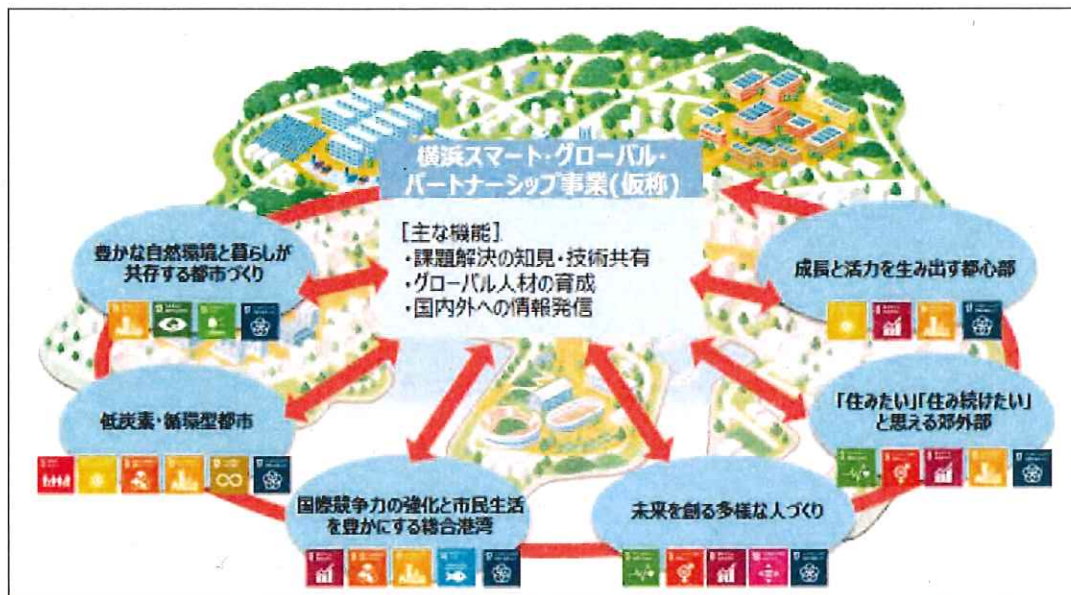 横浜スマート・グローバル・
パートナーシップ事業(仮称)
[主な機能]
・課題解決の知見・技術共有
・グローバル人材の育成
・国内外への情報発信
豊かな自然環境と暮らしが
共存する都市づくり
成長と活力を生み出す都心部
低炭素・循環型都市
「住みたい」「住み続けたい」
と思える郊外部
国際競争力の強化と市民生活
を豊かにする総合港湾
未来を創る多様な人づくり